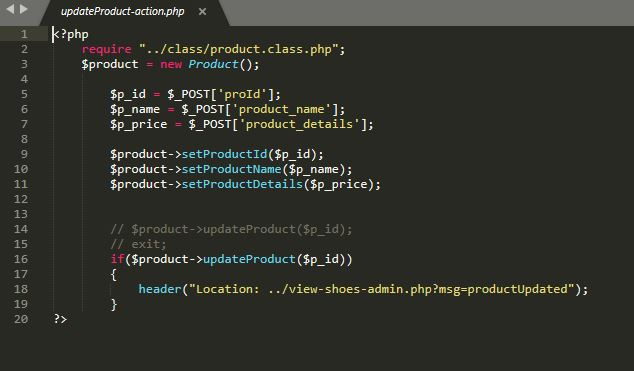 updateProduct-action.php ×
1 <?php
2 require "../class/product.class.php";
3 $product = new Product();
4
5 $p_id = $_POST['proId'];
6 $p_name = $_POST['product_name'];
7 $p_price = $_POST['product_details'];
8
9 $product->setProductId($p_id);
10 $product->setProductName($p_name);
11 $product->setProductDetails($p_price);
12
13
14 // $product->updateProduct($p_id);
15 // exit;
16 if($product->updateProduct($p_id))
17 {
18 header("Location: ../view-shoes-admin.php?msg=productUpdated");
19 }
20 ?>